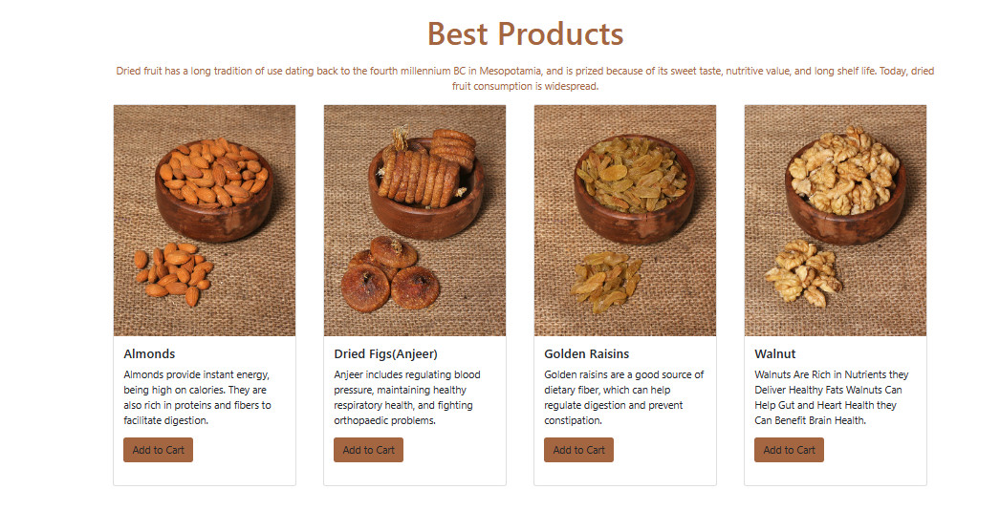 Best Products
Dried fruit has a long tradition of use dating back to the fourth millennium BC in Mesopotamia, and is prized because of its sweet taste, nutritive value, and long shelf life. Today, dried
fruit consumption is widespread.
Almonds
Almonds provide instant energy,
being high on calories. They are
also rich in proteins and fibers to
facilitate digestion.
Add to Cart
Dried Figs(Anjeer)
Anjeer includes regulating blood
pressure, maintaining healthy
respiratory health, and fighting
orthopaedic problems.
Add to Cart
Golden Raisins
Golden raisins are a good source of
dietary fiber, which can help
regulate digestion and prevent
constipation.
Add to Cart
Walnut
Walnuts Are Rich in Nutrients they
Deliver Healthy Fats Walnuts Can
Help Gut and Heart Health they
Can Benefit Brain Health.
Add to Cart